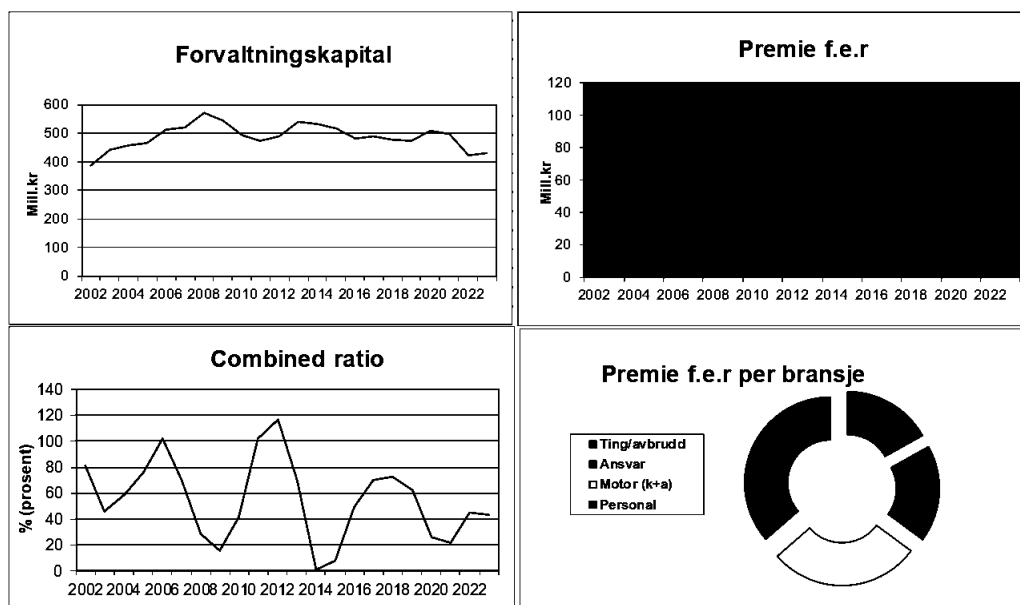 Forvaltningskapital
Mill.kr
600
500
400
300
200
100
0
2002 2004 2006 2008 2010 2012 2014 2016 2018 2020 2022
Premie f.e.r
Mill.kr
120
100
80
60
40
20
0
2002 2004 2006 2008 2010 2012 2014 2016 2018 2020 2022
Combined ratio
% (prosent)
140
120
100
80
60
40
20
0
2002 2004 2006 2008 2010 2012 2014 2016 2018 2020 2022
Premie f.e.r per bransje
Ting/avbrudd
Ansvar
Motor (k+a)
Personal